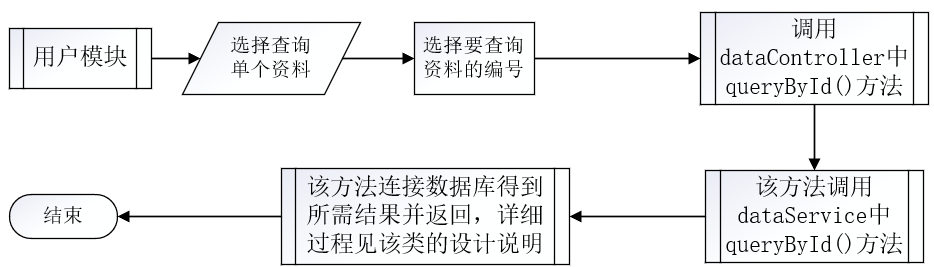 用户模块
选择查询
单个资料
选择要查询
资料的编号
调用
dataController中
queryById()方法
该方法调用
dataService中
queryById()方法
该方法连接数据库得到
所需结果并返回，详细
过程见该类的设计说明
结束